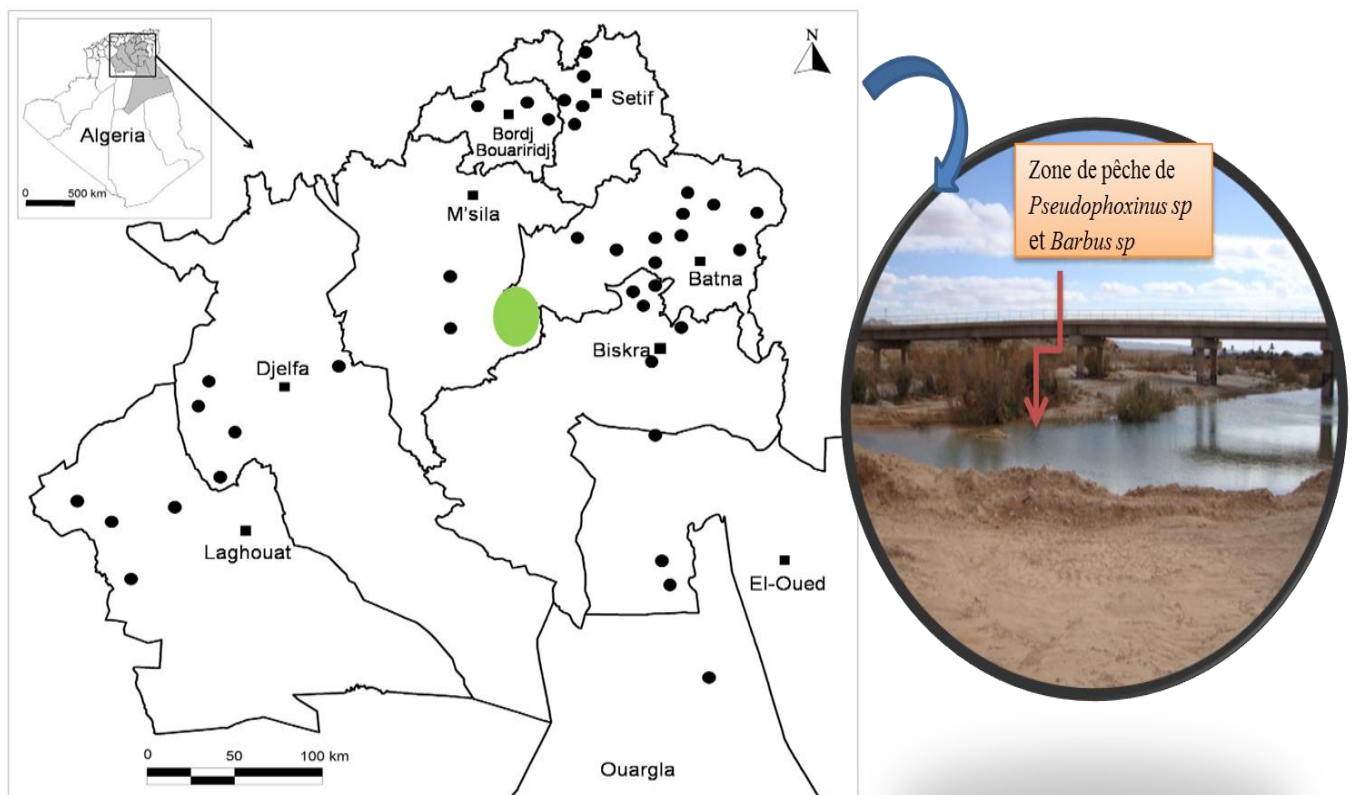 Algeria
0 500 km
N
Setif
Bordj
Bouariridj
M'sila
Batna
Biskra
Djelfa
Laghouat
El-Oued
Ouargla
0 50 100 km
Zone de pêche de
Pseudophoxinus sp
et Barbus sp